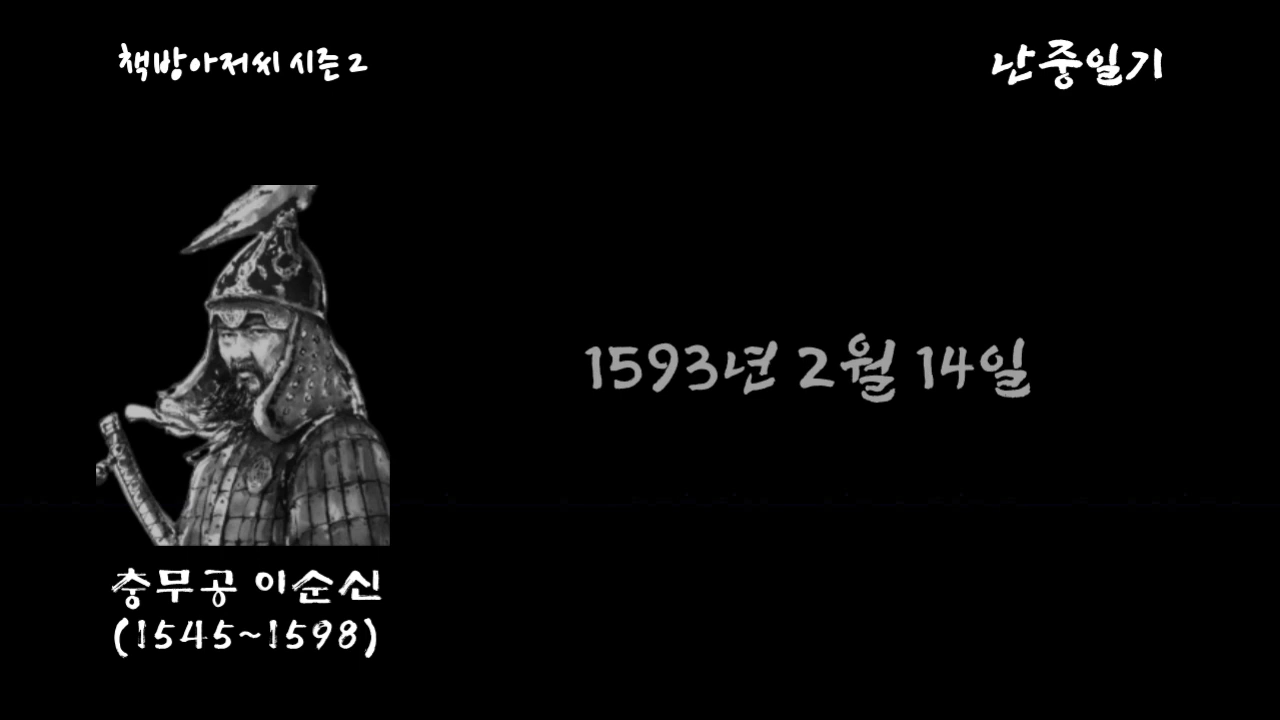 책방아저씨 시즌2
난중일기
1593년 2월 14일
충무공 이순신
(1545~1598)